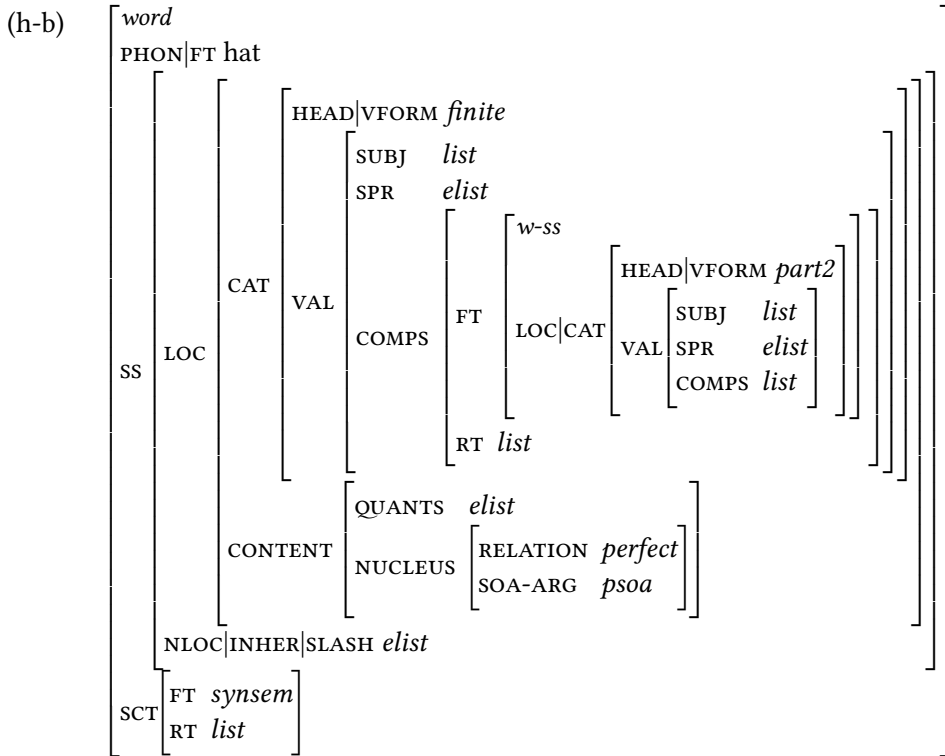 (h-b)
word
PHON|FT hat
HEAD|VFORM finite
SUBJ list
SPR elist
w-ss
HEAD|VFORM part2
CAT VAL FT SUBJ list
COMPS LOC|CAT VAL SPR elist
SS LOC COMPS list
RT list
QUANTS elist
CONTENT NUCLEUS RELATION perfect
SOA-ARG psoa
NLOC|INHER|SLASH elist
SCT FT synsem
RT list